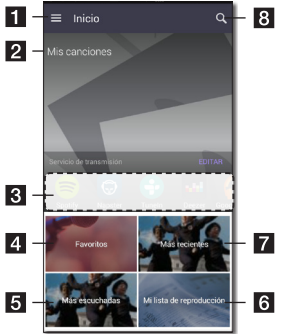 1
Inicio
8
2
Mis canciones
Servicio de transmisión
EDITAR
3
4
Favoritos
Más recientes
7
5
Más escuchadas
Mi lista de reproducción
6